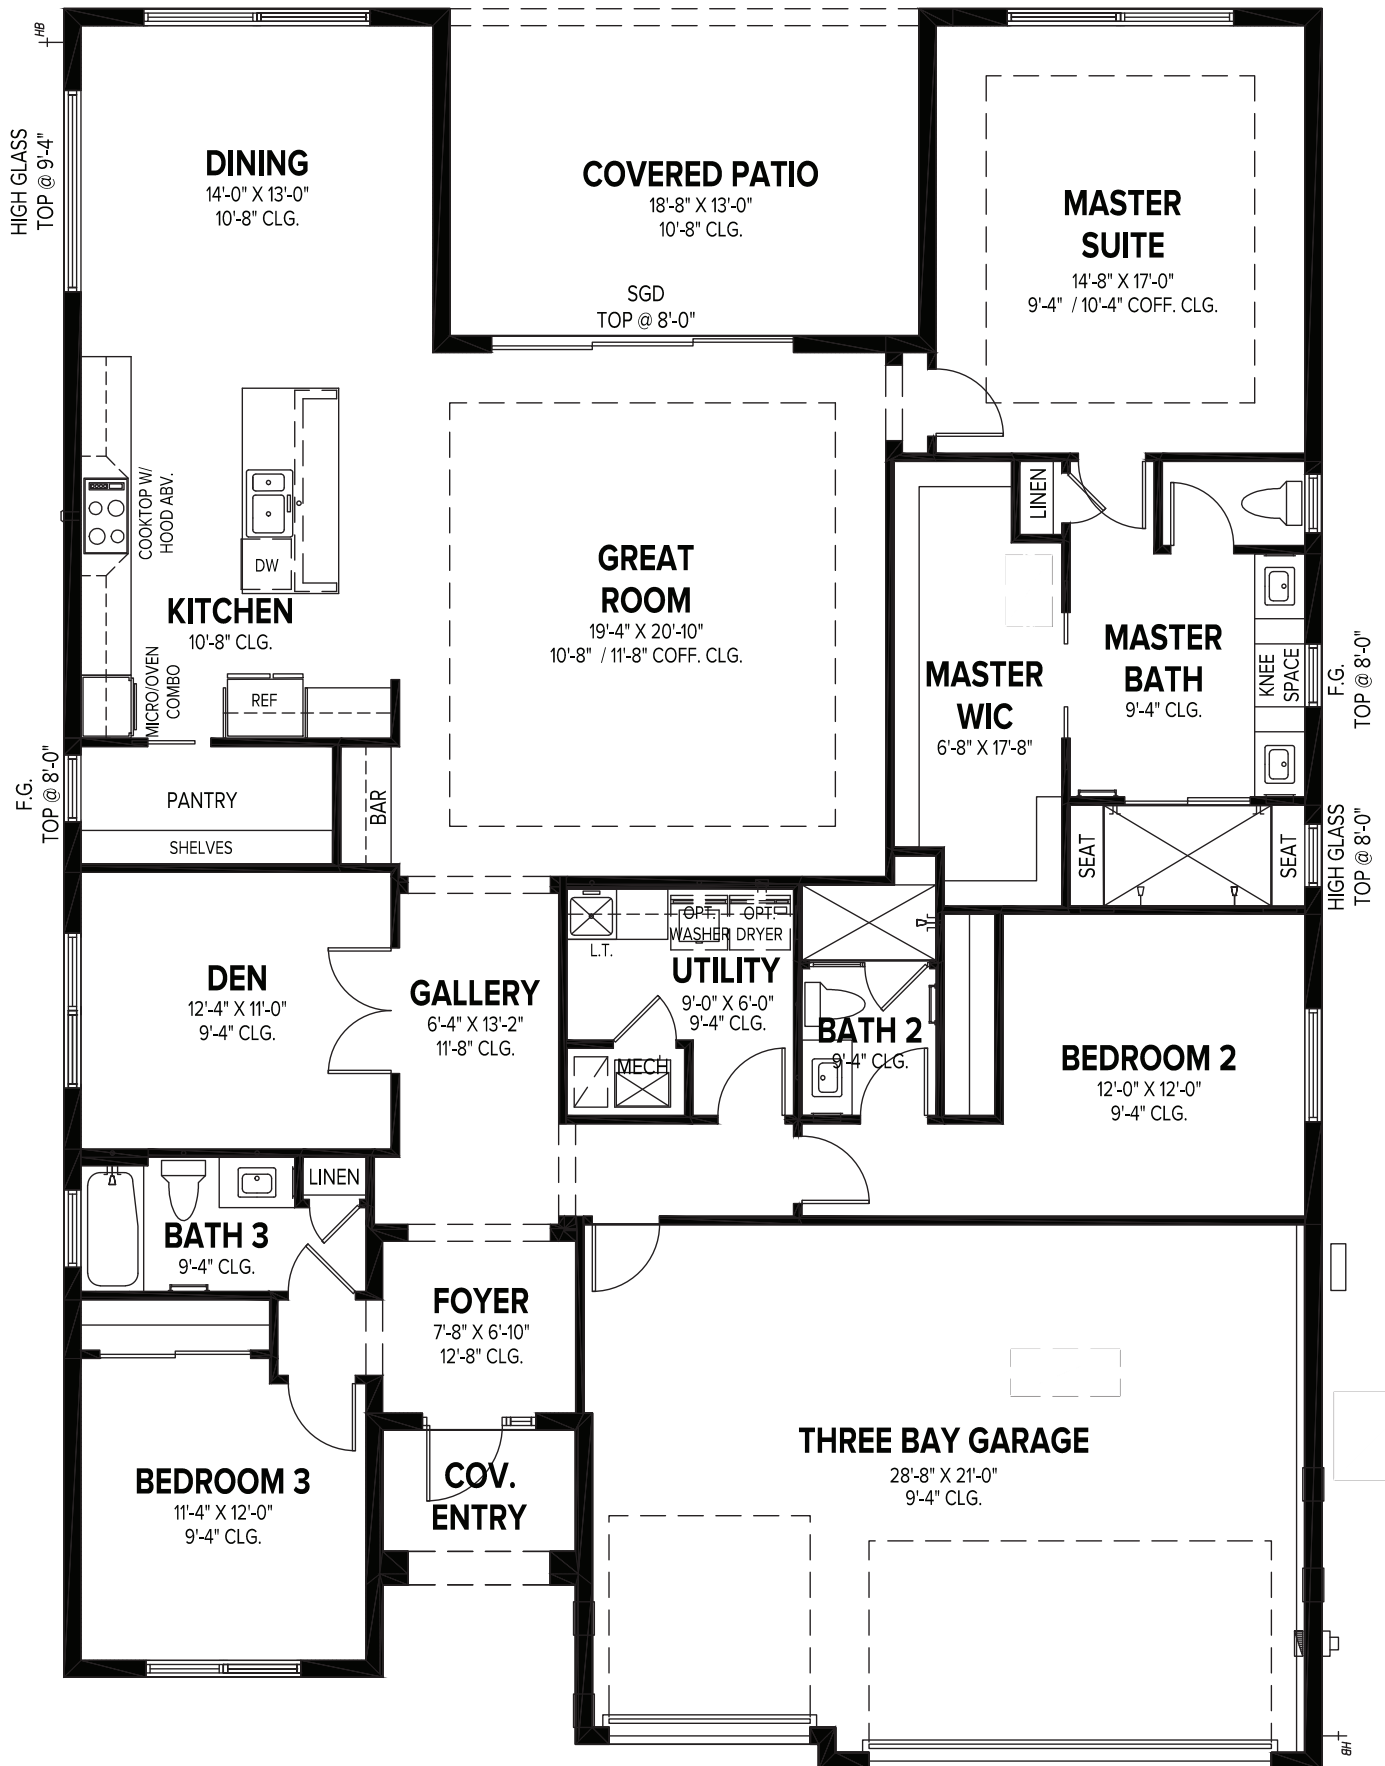 HB
HIGH GLASS
TOP @ 9'-4"
DINING
14'-0" X 13'-0"
10'-8" CLG.
COVERED PATIO
18'-8" X 13'-0"
10'-8" CLG.
SGD
TOP @ 8'-0"
MASTER
SUITE
14'-8" X 17'-0"
9'-4" / 10'-4" COFF. CLG.
COOKTOP W/
HOOD ABV.
DW
KITCHEN
10'-8" CLG.
MICRO/OVEN
COMBO
REF
GREAT
ROOM
19'-4" X 20'-10"
10'-8" / 11'-8" COFF. CLG.
LINEN
MASTER
WIC
6'-8" X 17'-8"
MASTER
BATH
9'-4" CLG.
KNEE
SPACE
F.G.
TOP @ 8'-0"
F.G.
TOP @ 8'-0"
PANTRY
SHELVES
BAR
SEAT
SEAT
HIGH GLASS
TOP @ 8'-0"
DEN
12'-4" X 11'-0"
9'-4" CLG.
GALLERY
6'-4" X 13'-2"
11'-8" CLG.
L.T.
OPT.
WASHER
OPT.
DRYER
UTILITY
9'-0" X 6'-0"
9'-4" CLG.
MECH
BATH 2
9'-4" CLG.
BEDROOM 2
12'-0" X 12'-0"
9'-4" CLG.
LINEN
BATH 3
9'-4" CLG.
FOYER
7'-8" X 6'-10"
12'-8" CLG.
BEDROOM 3
11'-4" X 12'-0"
9'-4" CLG.
COV.
ENTRY
THREE BAY GARAGE
28'-8" X 21'-0"
9'-4" CLG.
HB